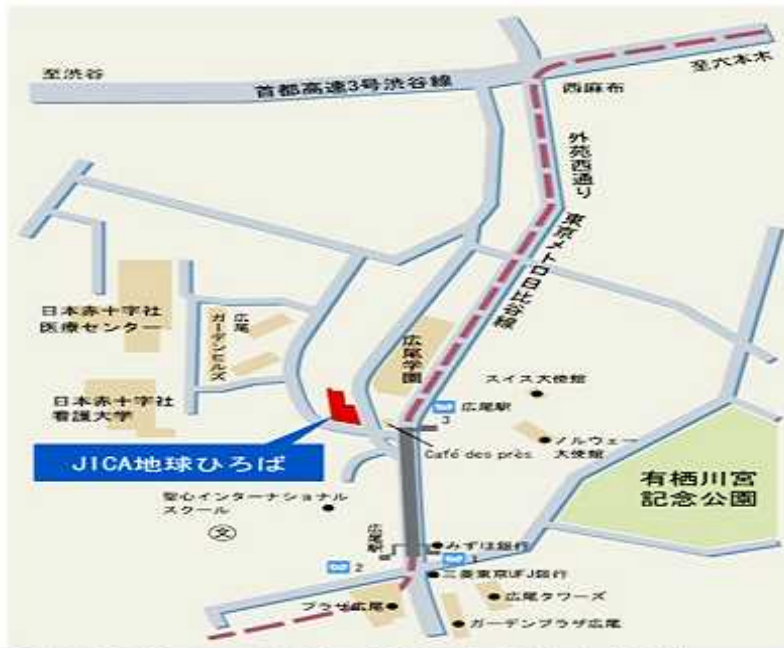 至渋谷
首都高速3号渋谷線
至六本木
西麻布
外苑西通り
東京メトロ日比谷線
日本赤十字社
医療センター
広尾
ガーデンヒルズ
広尾学園
スイス大使館
日本赤十字社
看護大学
広尾駅
3
Café des près
ノルウェー
大使館
JICA地球ひろば
有栖川宮
記念公園
聖心インターナショナル
スクール
文
広尾駅
みずほ銀行
1
2
三菱東京UFJ銀行
プラザ広尾
広尾タワーズ
ガーデンプラザ広尾